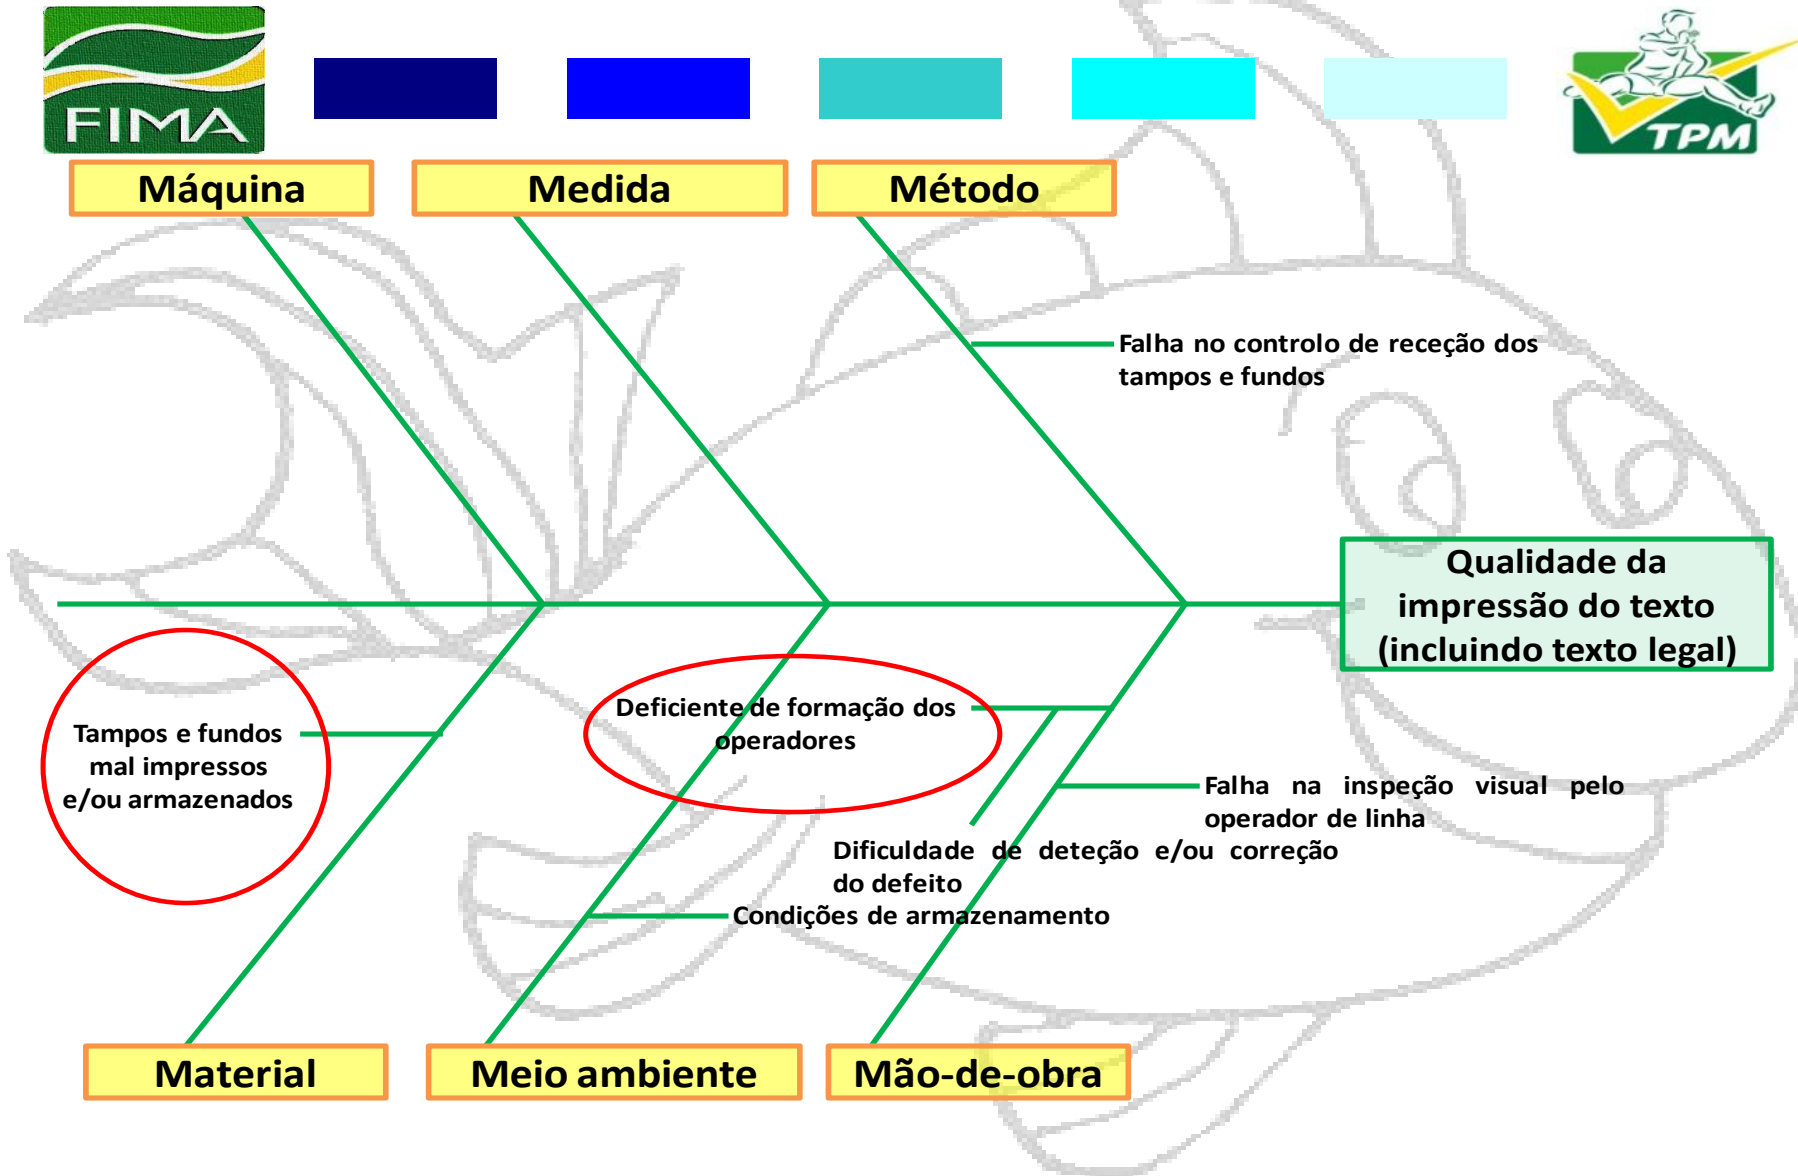 FIMA
TPM
Máquina
Medida
Método
Falha no controlo de receção dos
tampos e fundos
Qualidade da
impressão do texto
(incluindo texto legal)
Tampos e fundos
mal impressos
e/ou armazenados
Deficiente de formação dos
operadores
Falha na inspeção visual pelo
operador de linha
Dificuldade de deteção e/ou correção
do defeito
Condições de armazenamento
Material
Meio ambiente
Mão-de-obra